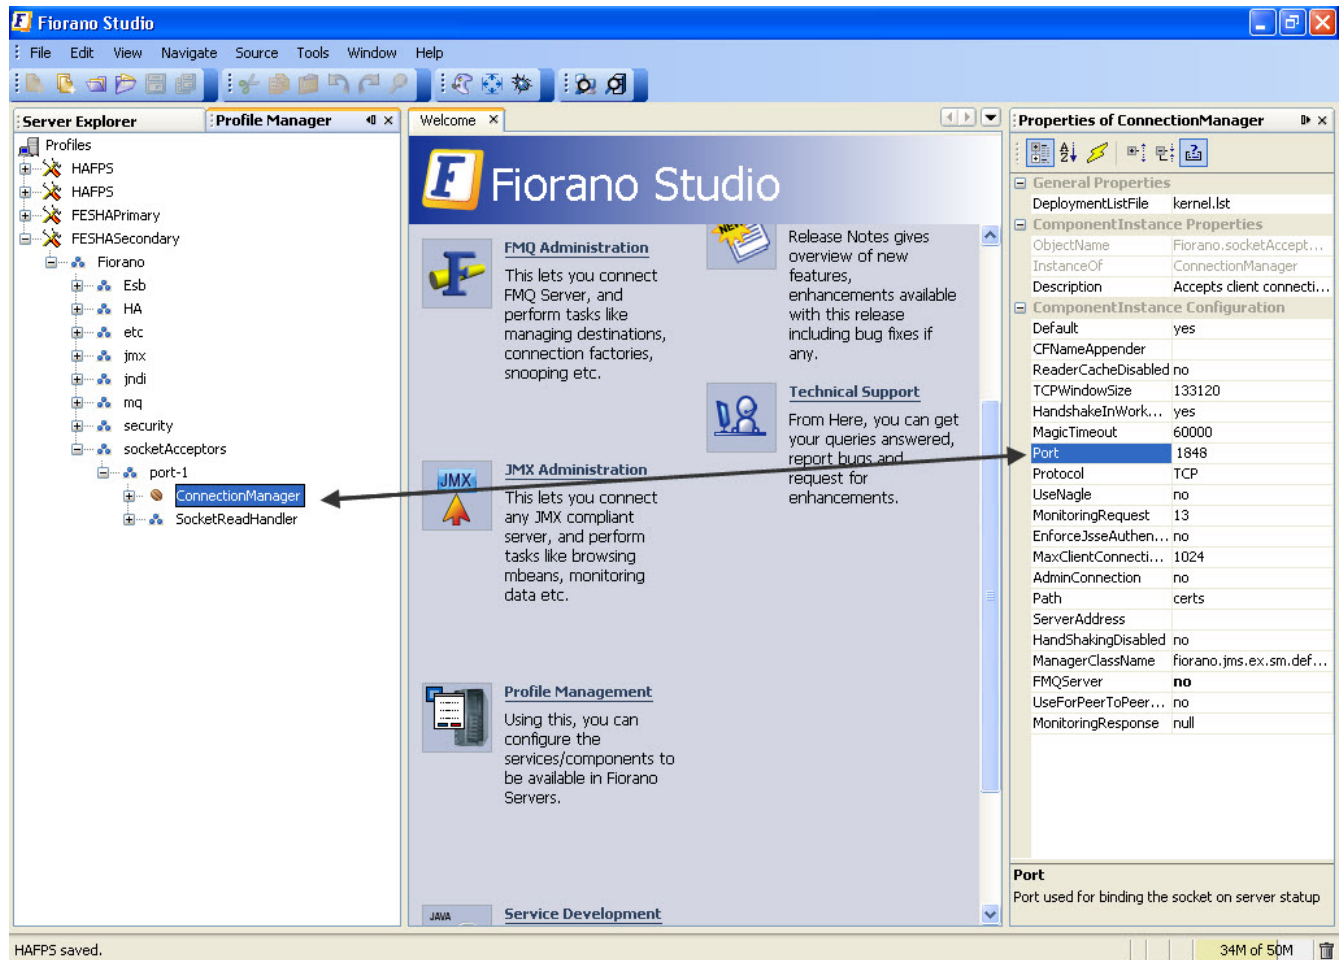 Fiorano Studio
File Edit View Navigate Source Tools Window Help
Server Explorer
Profile Manager
Profiles
HAFPS
HAFPS
FESHAPrimary
FESHASecondary
Fiorano
Esb
HA
etc
jmx
jndi
mq
security
socketAcceptors
port-1
ConnectionManager
SocketReadHandler
Welcome
Fiorano Studio
FMQ Administration
This lets you connect
FMQ Server, and
perform tasks like
managing destinations,
connection factories,
snooping etc.
NEW
Release Notes gives
overview of new
features,
enhancements available
with this release
including bug fixes if
any.
Technical Support
From Here, you can get
your queries answered,
report bugs and
request for
enhancements.
JMX
JMX Administration
This lets you connect
any JMX compliant
server, and perform
tasks like browsing
mbeans, monitoring
data etc.
Profile Management
Using this, you can
configure the
services/components to
be available in Fiorano
Servers.
JAVA
Service Development
Properties of ConnectionManager
General Properties
DeploymentListFile kernel.lst
ComponentInstance Properties
ObjectName Fiorano.socketAccept...
InstanceOf ConnectionManager
Description Accepts client connecti...
ComponentInstance Configuration
Default yes
CFNameAppender
ReaderCacheDisabled no
TCPWindowSize 133120
HandshakeInWork... yes
MagicTimeout 60000
Port 1848
Protocol TCP
UseNagle no
MonitoringRequest 13
EnforceJsseAuthen... no
MaxClientConnecti... 1024
AdminConnection no
Path certs
ServerAddress
HandShakingDisabled no
ManagerClassName fiorano.jms.ex.sm.def...
FMQServer no
UseForPeerToPeer... no
MonitoringResponse null
Port
Port used for binding the socket on server statup
HAFPS saved.
34M of 50M